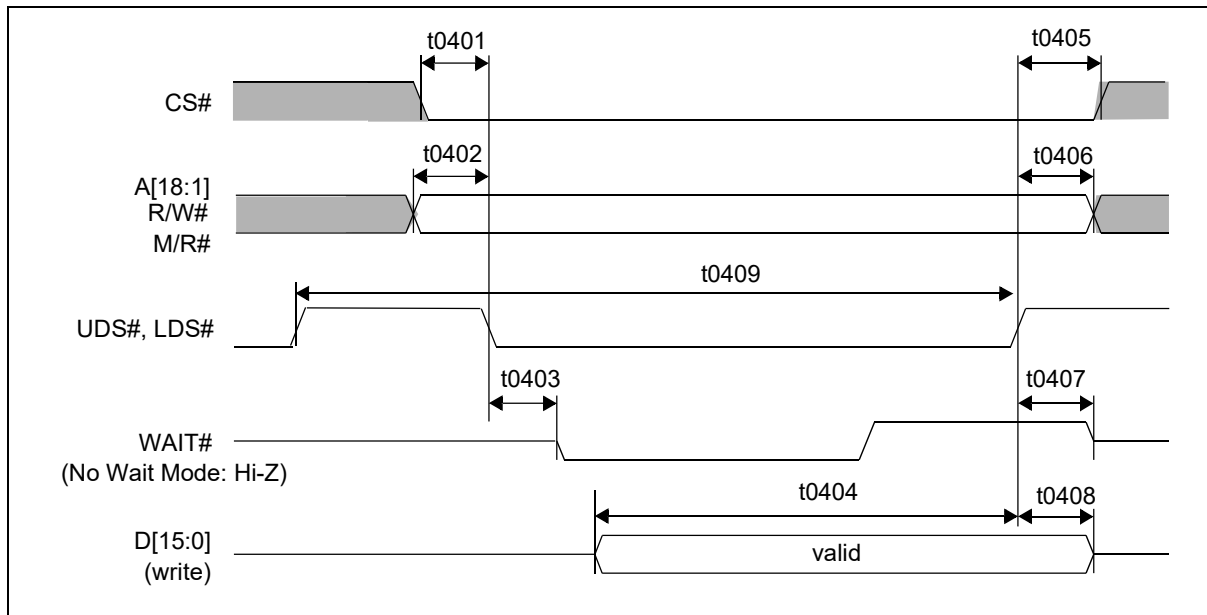 t0401
t0405
CS#
t0402
t0406
A[18:1]
R/W#
M/R#
t0409
UDS#, LDS#
t0403
t0407
WAIT#
(No Wait Mode: Hi-Z)
t0404
t0408
D[15:0]
(write)
valid